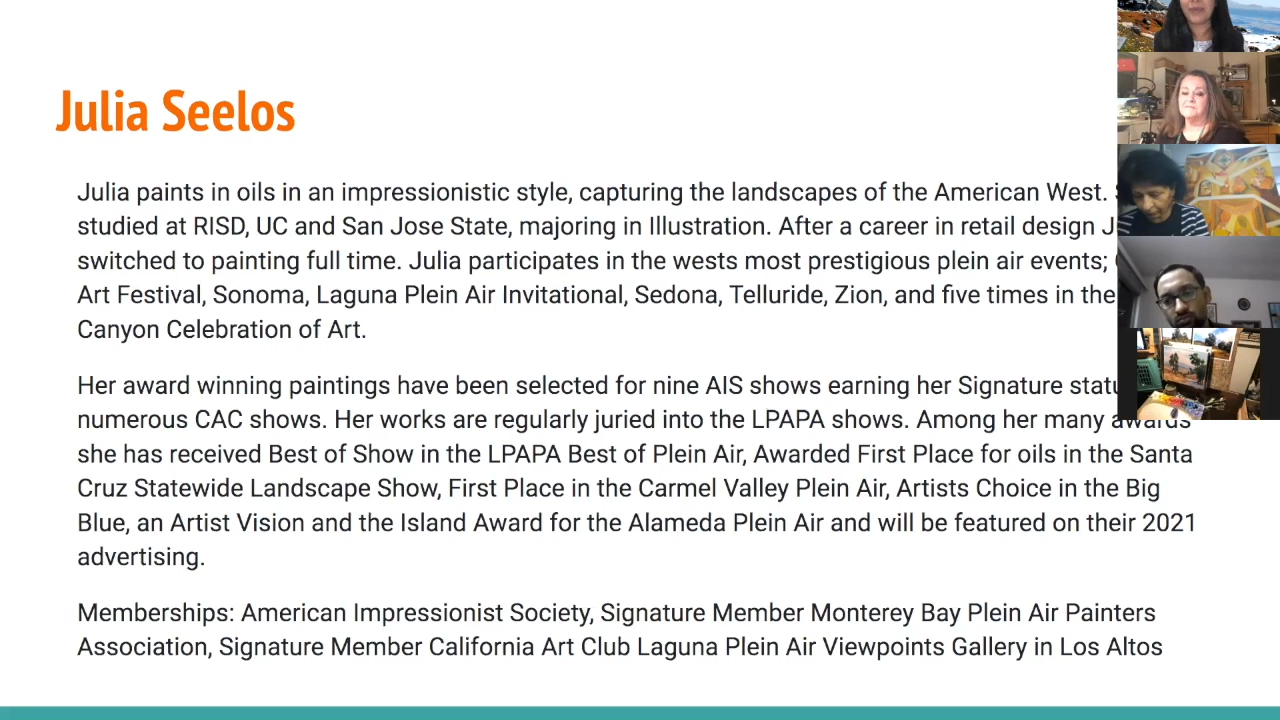 Julia Seelos
Julia paints in oils in an impressionistic style, capturing the landscapes of the American West.
studied at RISD, UC and San Jose State, majoring in Illustration. After a career in retail design
switched to painting full time. Julia participates in the wests most prestigious plein air events;
Art Festival, Sonoma, Laguna Plein Air Invitational, Sedona, Telluride, Zion, and five times in the
Canyon Celebration of Art.
Her award winning paintings have been selected for nine AIS shows earning her Signature
numerous CAC shows. Her works are regularly juried into the LPAPA shows. Among her many awards
she has received Best of Show in the LPAPA Best of Plein Air, Awarded First Place for oils in the Santa
Cruz Statewide Landscape Show, First Place in the Carmel Valley Plein Air, Artists Choice in the Big
Blue, an Artist Vision and the Island Award for the Alameda Plein Air and will be featured on their 2021
advertising.
Memberships: American Impressionist Society, Signature Member Monterey Bay Plein Air Painters
Association, Signature Member California Art Club Laguna Plein Air Viewpoints Gallery in Los Altos